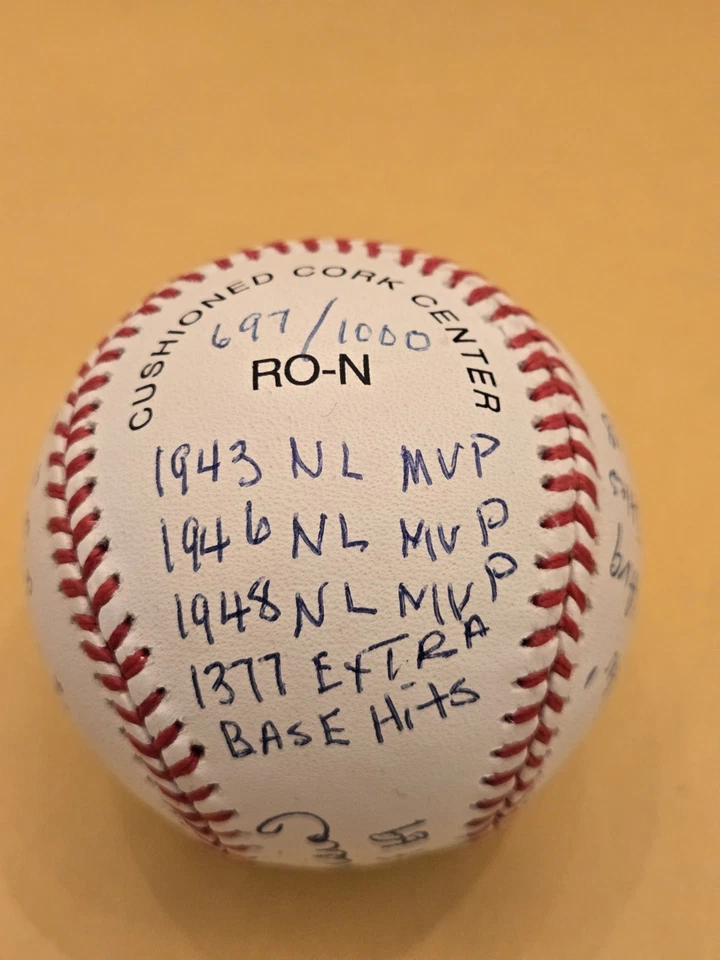 CUSHIONED CORK CENTER
697/1000
RO-N
1943 NL MVP
1946 NL MVP
1948 NL MVP
1377 EXTRA
BASE HiTS